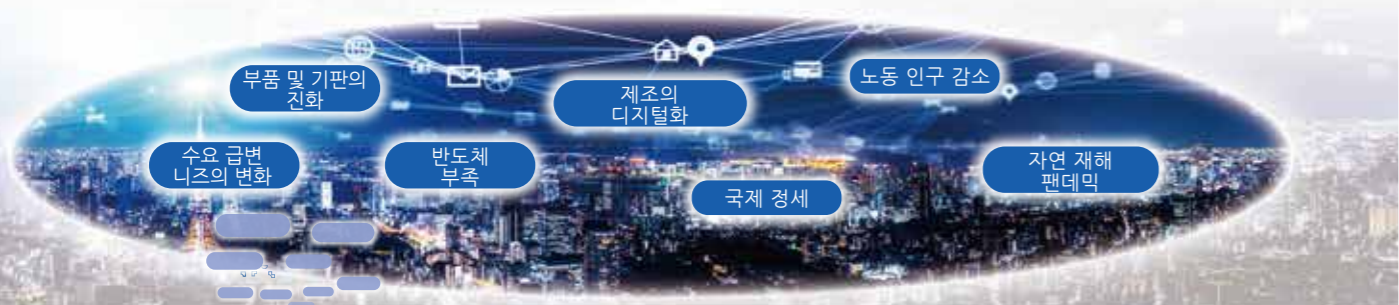 부품 및 기판의
진화
제조의
디지털화
노동 인구 감소
수요 급변
니즈의 변화
반도체
부족
국제 정세
자연 재해
팬데믹